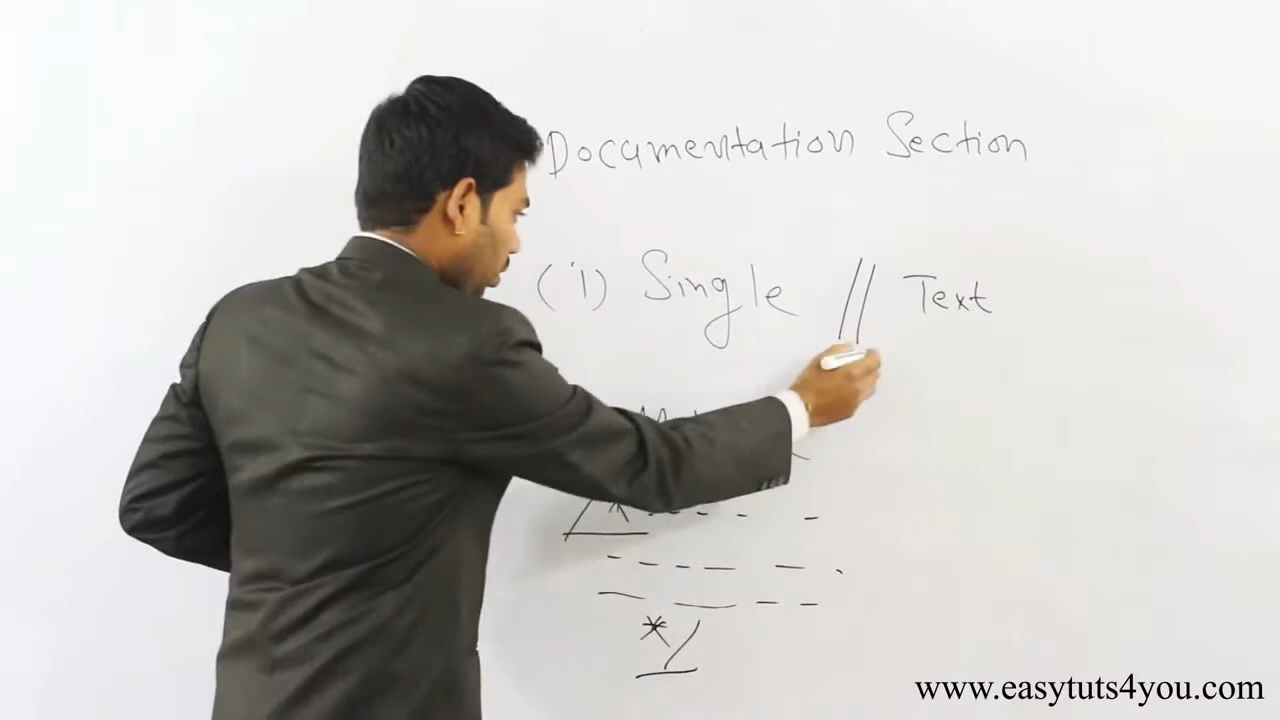 Documentation Section
(i) Single // Text
/* - - - -
- - - - - .
- - - -
*/
www.easytuts4you.com